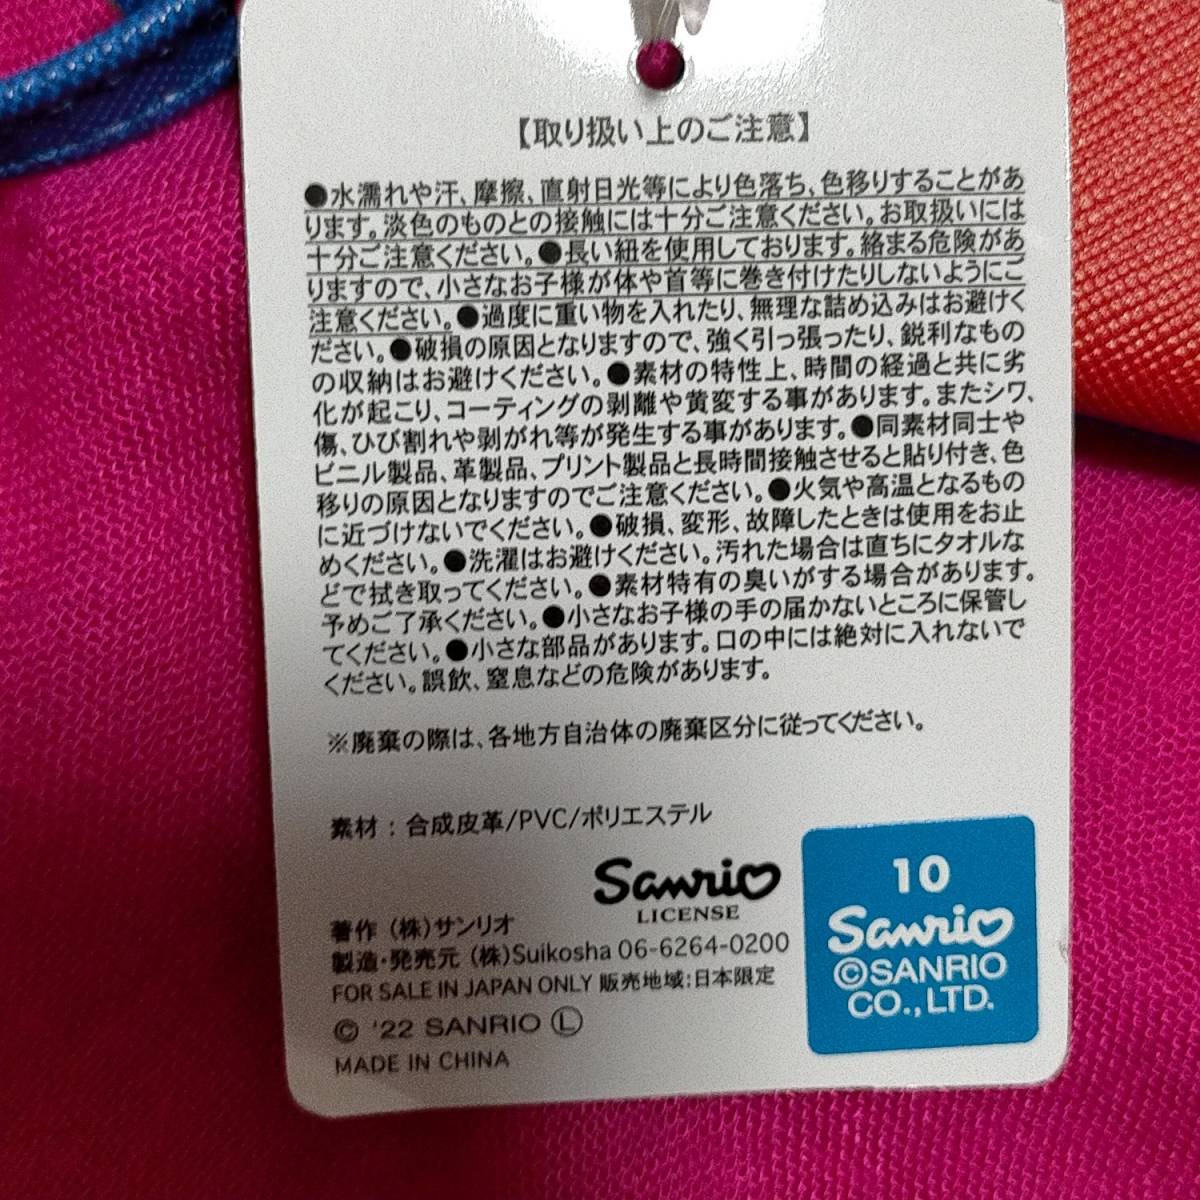 【取り扱い上のご注意】
●水濡れや汗、摩擦、直射日光等により色落ち、色移りすることがあ
ります。淡色のものとの接触には十分ご注意ください。お取扱いには
十分ご注意ください。●長い紐を使用しております。絡まる危険があ
りますので、小さなお子様が体や首等に巻き付けたりしないようにご
注意ください。●過度に重い物を入れたり、無理な詰め込みはお避けく
ださい。●破損の原因となりますので、強く引っ張ったり、鋭利なもの
の収納はお避けください。●素材の特性上、時間の経過と共に劣
化が起こり、コーティングの剥離や黄変する事があります。またシワ、
傷、ひび割れや剥がれ等が発生する事があります。●同素材同士や
ビニル製品、革製品、プリント製品と長時間接触させると貼り付き、色
移りの原因となりますのでご注意ください。●火気や高温となるもの
に近づけないでください。●破損、変形、故障したときは使用をお止
めください。●洗濯はお避けください。汚れた場合は直ちにタオルな
どで拭き取ってください。●素材特有の臭いがする場合があります。
予めご了承ください。●小さなお子様の手の届かないところに保管し
てください。●小さな部品があります。口の中には絶対に入れないで
ください。誤飲、窒息などの危険があります。
※廃棄の際は、各地方自治体の廃棄区分に従ってください。
素材：合成皮革/PVC/ポリエステル
Sanrio
LICENSE
著作（株）サンリオ
製造・発売元（株）Suikosha 06-6264-0200
FOR SALE IN JAPAN ONLY 販売地域：日本限定
© '22 SANRIO Ⓛ
MADE IN CHINA
10
Sanrio
©SANRIO
CO.,LTD.